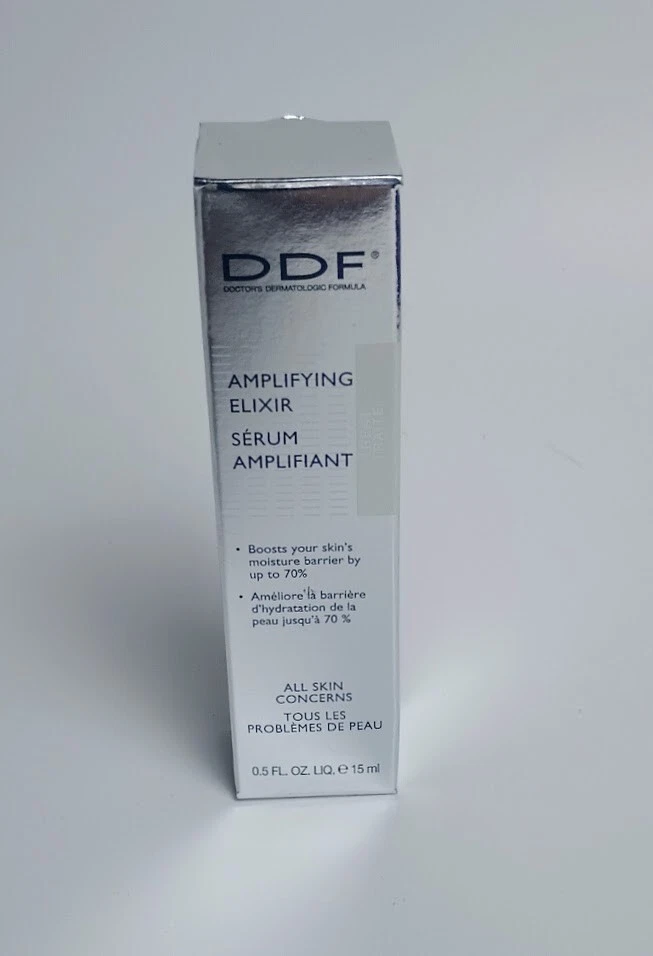 DDF®
DOCTOR'S DERMATOLOGIC FORMULA
AMPLIFYING
ELIXIR
SÉRUM
AMPLIFIANT
• Boosts your skin's
moisture barrier by
up to 70%
• Améliore la barrière
d'hydratation de la
peau jusqu'à 70 %
ALL SKIN
CONCERNS
TOUS LES
PROBLÈMES DE PEAU
0.5 FL. OZ. LIQ. ℮ 15 ml